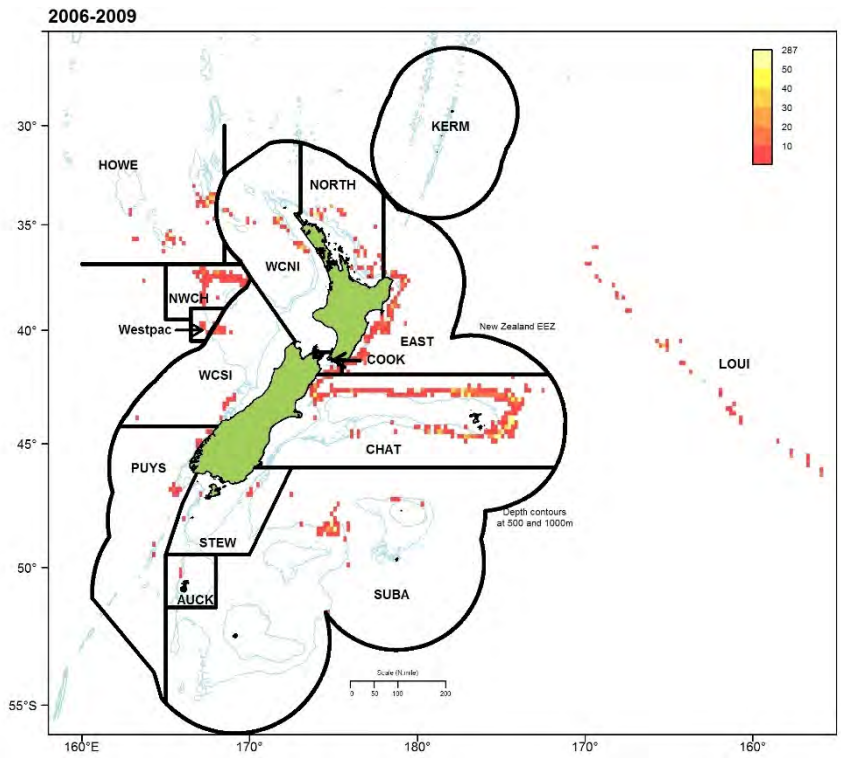 2006-2009
287
50
40
30
20
10
30°
KERM
HOWE
NORTH
35°
WCNI
NWCH
Westpac
EAST
New Zealand EEZ
40°
COOK
LOUI
WCSI
45°
CHAT
PUYS
Depth contours
at 500 and 1000m
STEW
50°
AUCK
SUBA
Scale (N.mile)
0 50 100 200
55°S
160°E 170° 180° 170° 160°